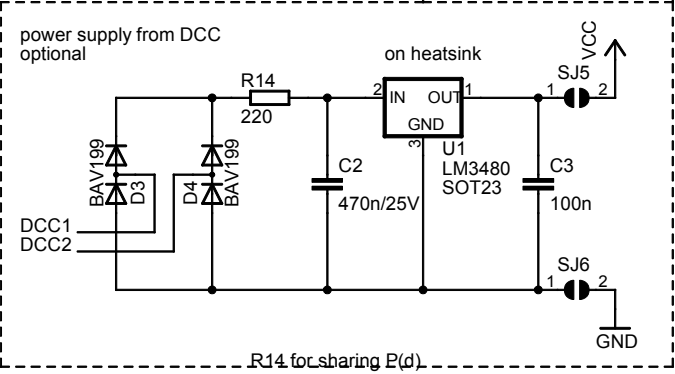 power supply from DCC
optional
on heatsink
VCC
R14
220
2
IN
OUT
1
GND
3
U1
LM3480
SOT23
SJ5
1
2
BAV199
D3
D4
BAV199
C2
470n/25V
C3
100n
DCC1
DCC2
SJ6
1
2
GND
R14 for sharing P(d)